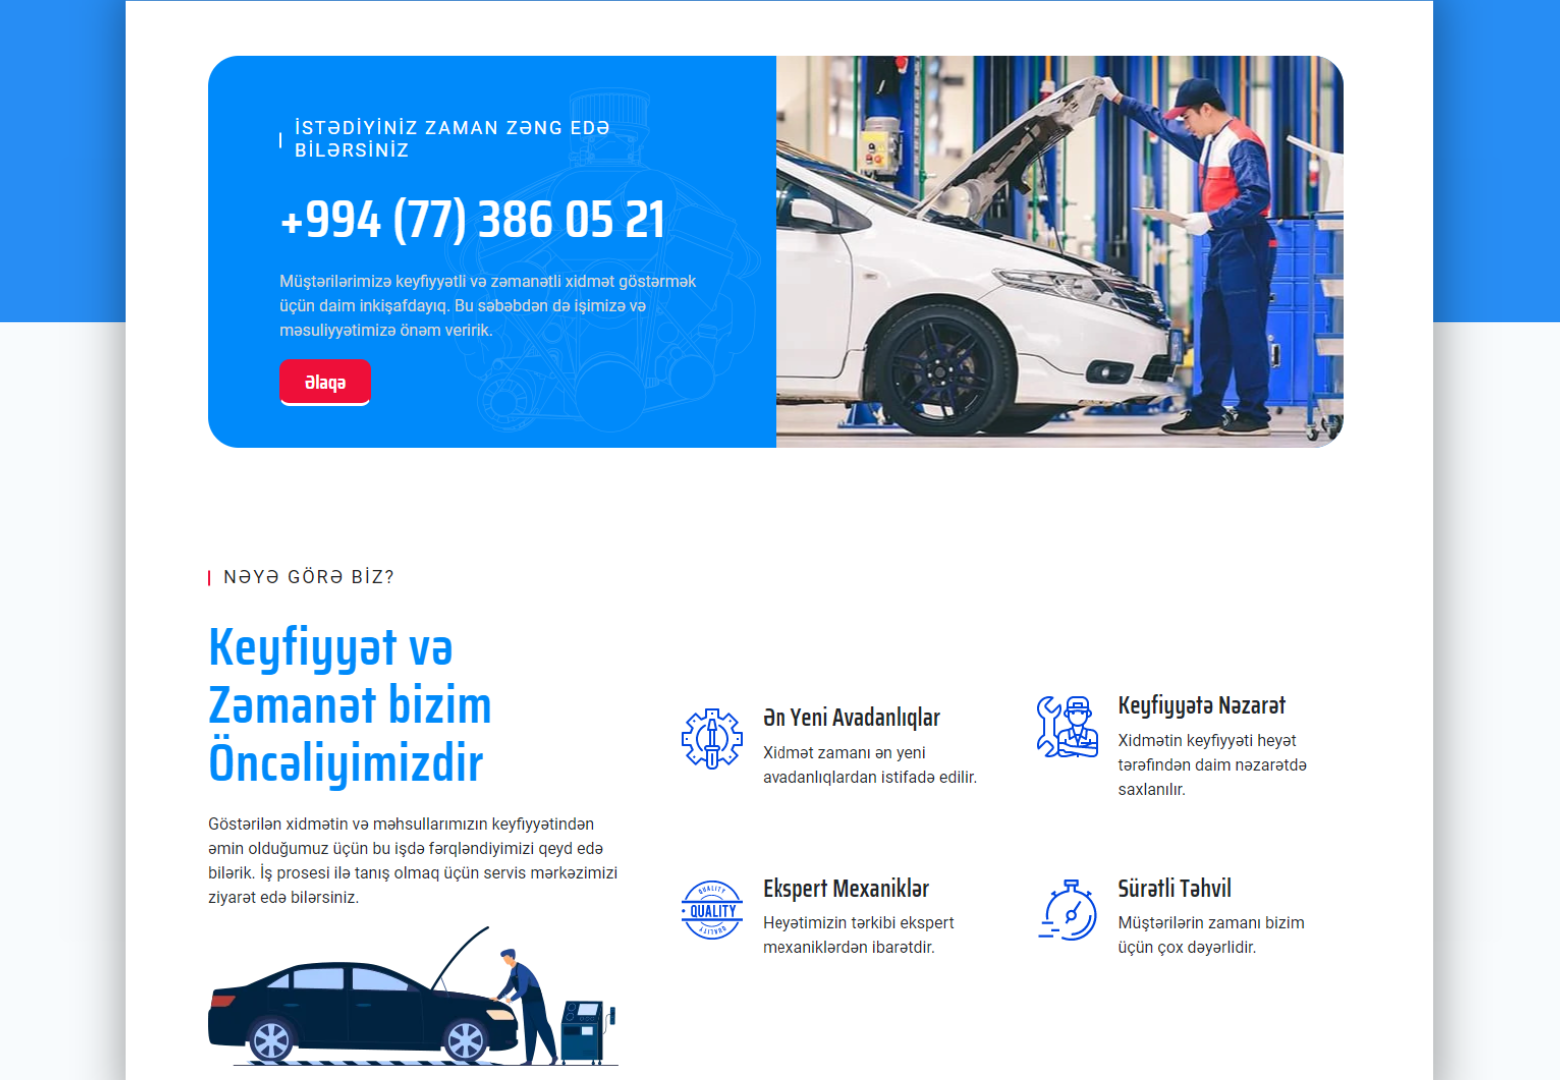 İSTƏDİYİNİZ ZAMAN ZƏNG EDƏ
BİLƏRSİNİZ
+994 (77) 386 05 21
Müştərilərimizə keyfiyyətli və zəmanətli xidmət göstərmək
üçün daim inkişafdayıq. Bu səbəbdən də işimizə və
məsuliyyətimizə önəm veririk.
Əlaqə
NƏYƏ GÖRƏ BİZ?
Keyfiyyət və
Zəmanət bizim
Öncəliyimizdir
Göstərilən xidmətin və məhsullarımızın keyfiyyətindən
əmin olduğumuz üçün bu işdə fərqləndiyimizi qeyd edə
bilərik. İş prosesi ilə tanış olmaq üçün servis mərkəzimizi
ziyarət edə bilərsiniz.
Ən Yeni Avadanlıqlar
Xidmət zamanı ən yeni
avadanlıqlardan istifadə edilir.
Keyfiyyətə Nəzarət
Xidmətin keyfiyyəti heyət
tərəfindən daim nəzarətdə
saxlanılır.
QUALITY
QUALITY
QUALITY
Ekspert Mexaniklər
Heyətimizin tərkibi ekspert
mexaniklərdən ibarətdir.
Sürətli Təhvil
Müştərilərin zamanı bizim
üçün çox dəyərlidir.